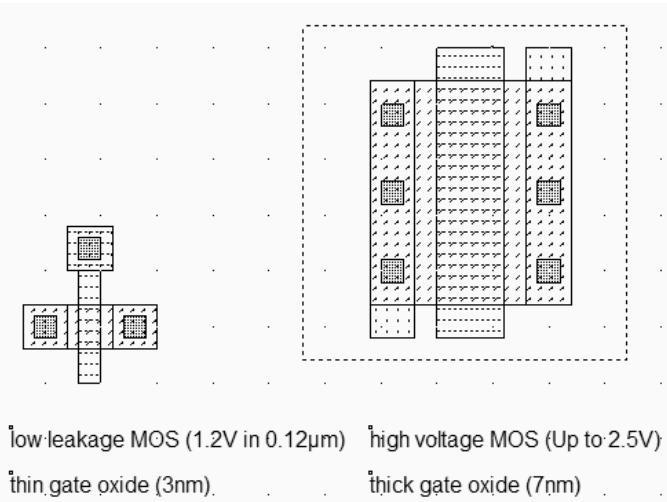 low leakage MOS (1.2V in 0.12µm)
thin gate oxide (3nm)
high voltage MOS (Up to 2.5V)
thick gate oxide (7nm)